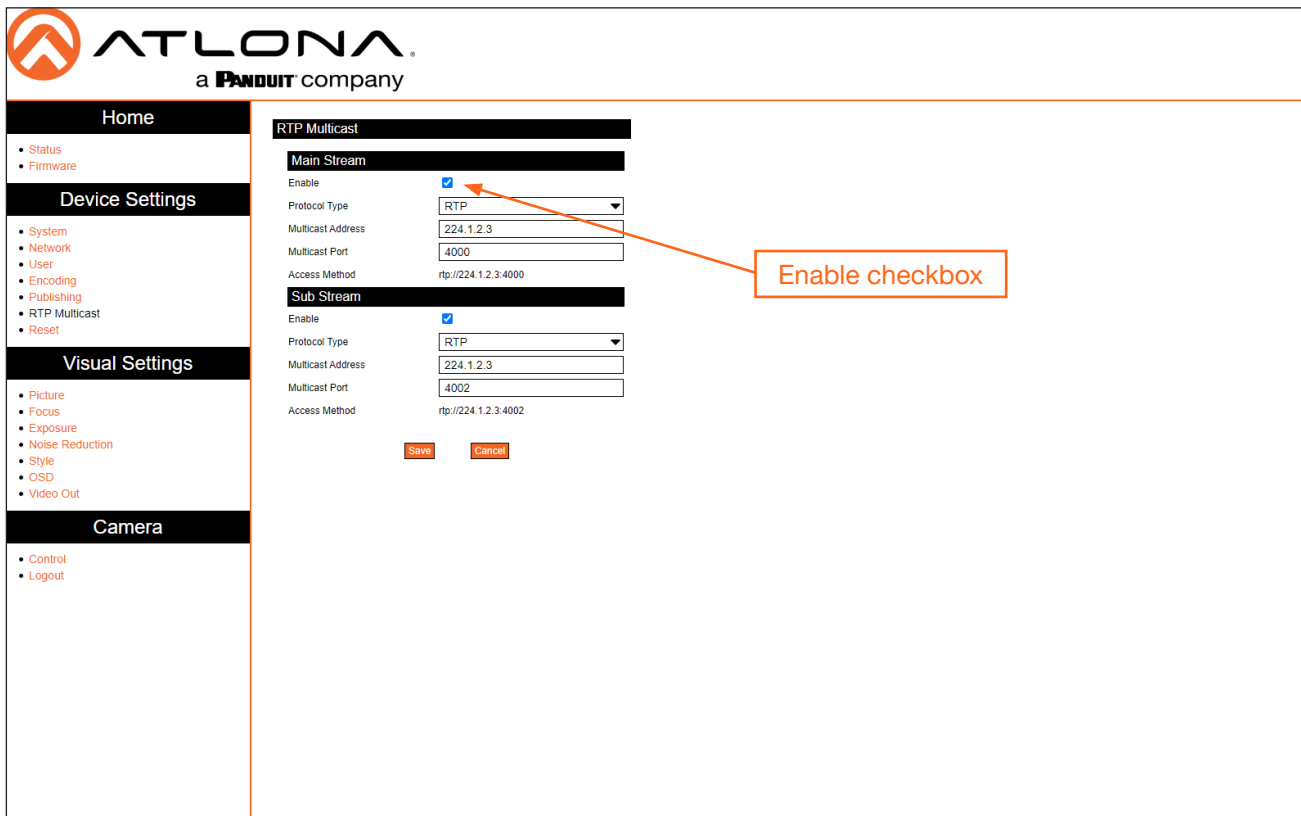 ATLONA®
a PANDUIT™ company
Home
• Status
• Firmware
Device Settings
• System
• Network
• User
• Encoding
• Publishing
• RTP Multicast
• Reset
Visual Settings
• Picture
• Focus
• Exposure
• Noise Reduction
• Style
• OSD
• Video Out
Camera
• Control
• Logout
RTP Multicast
Main Stream
Enable
Protocol Type RTP
Multicast Address 224.1.2.3
Multicast Port 4000
Access Method rtp://224.1.2.3:4000
Sub Stream
Enable
Protocol Type RTP
Multicast Address 224.1.2.3
Multicast Port 4002
Access Method rtp://224.1.2.3:4002
Save Cancel
Enable checkbox